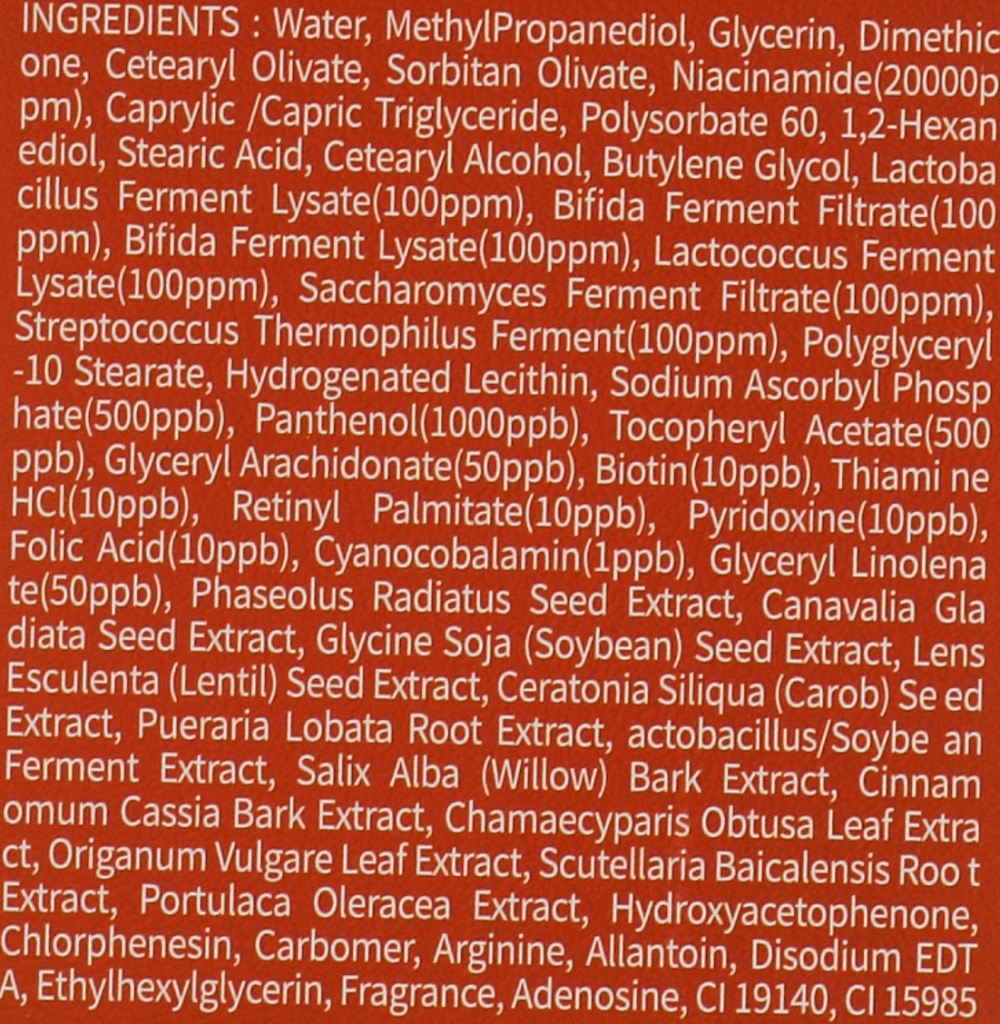 INGREDIENTS : Water, MethylPropanediol, Glycerin, Dimethic
one, Cetearyl Olivate, Sorbitan Olivate, Niacinamide(20000p
pm), Caprylic /Capric Triglyceride, Polysorbate 60, 1,2-Hexan
ediol, Stearic Acid, Cetearyl Alcohol, Butylene Glycol, Lactoba
cillus Ferment Lysate(100ppm), Bifida Ferment Filtrate(100
ppm), Bifida Ferment Lysate(100ppm), Lactococcus Ferment
Lysate(100ppm), Saccharomyces Ferment Filtrate(100ppm),
Streptococcus Thermophilus Ferment(100ppm), Polyglyceryl
-10 Stearate, Hydrogenated Lecithin, Sodium Ascorbyl Phosp
hate(500ppb), Panthenol(1000ppb), Tocopheryl Acetate(500
ppb), Glyceryl Arachidonate(50ppb), Biotin(10ppb), Thiami ne
HCl(10ppb), Retinyl Palmitate(10ppb), Pyridoxine(10ppb),
Folic Acid(10ppb), Cyanocobalamin(1ppb), Glyceryl Linolena
te(50ppb), Phaseolus Radiatus Seed Extract, Canavalia Gla
diata Seed Extract, Glycine Soja (Soybean) Seed Extract, Lens
Esculenta (Lentil) Seed Extract, Ceratonia Siliqua (Carob) Se ed
Extract, Pueraria Lobata Root Extract, actobacillus/Soybe an
Ferment Extract, Salix Alba (Willow) Bark Extract, Cinnam
omum Cassia Bark Extract, Chamaecyparis Obtusa Leaf Extra
ct, Origanum Vulgare Leaf Extract, Scutellaria Baicalensis Roo t
Extract, Portulaca Oleracea Extract, Hydroxyacetophenone,
Chlorphenesin, Carbomer, Arginine, Allantoin, Disodium EDT
A, Ethylhexylglycerin, Fragrance, Adenosine, CI 19140, CI 15985